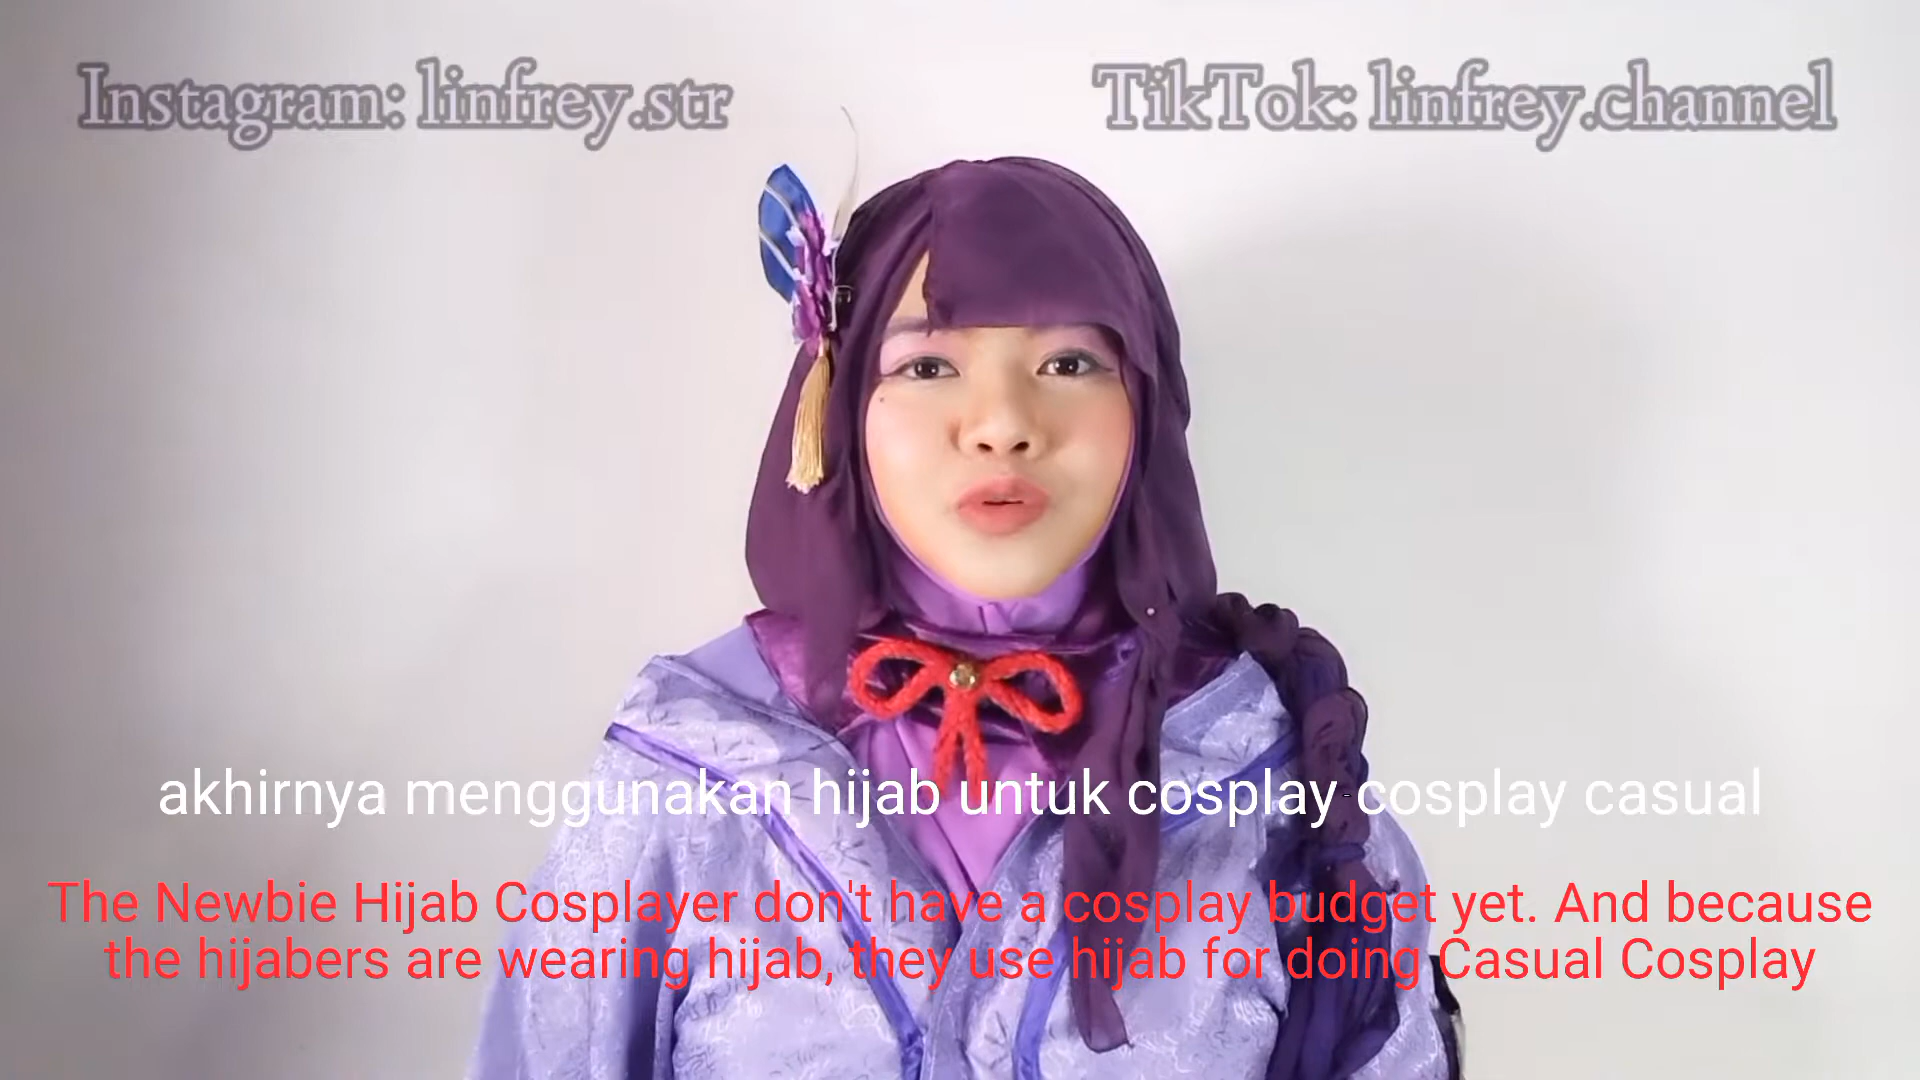 Instagram: linfrey.str
TikTok: linfrey.channel
akhirnya menggunakan hijab untuk cosplay-cosplay casual
The Newbie Hijab Cosplayer don't have a cosplay budget yet. And because
the hijabers are wearing hijab, they use hijab for doing Casual Cosplay